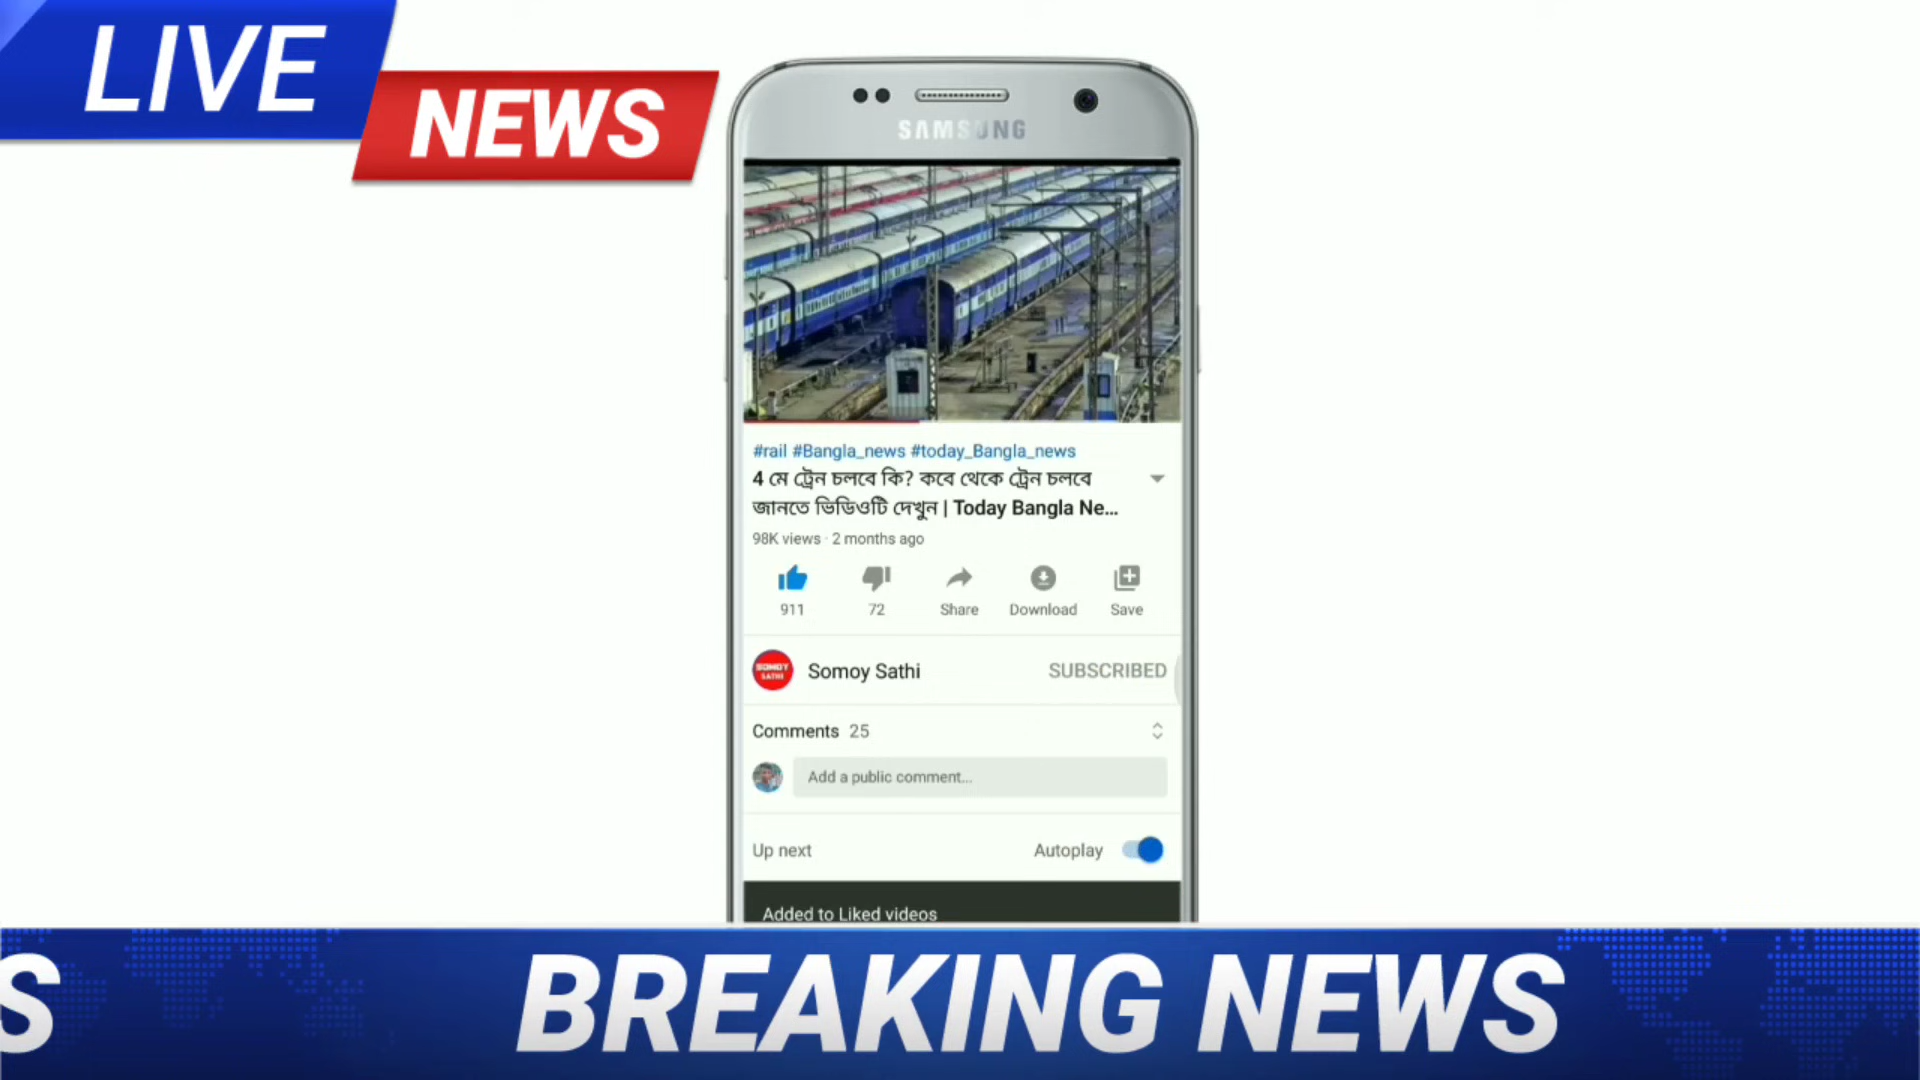 LIVE
NEWS
SAMSUNG
#rail #Bangla_news #today_Bangla_news
4 মে ট্রেন চলবে কি? কবে থেকে ট্রেন চলবে
জানতে ভিডিওটি দেখুন | Today Bangla Ne...
98K views · 2 months ago
911
72
Share
Download
Save
SOMOY
SATHI
Somoy Sathi
SUBSCRIBED
Comments 25
Add a public comment...
Up next
Autoplay
Added to Liked videos
S
BREAKING NEWS